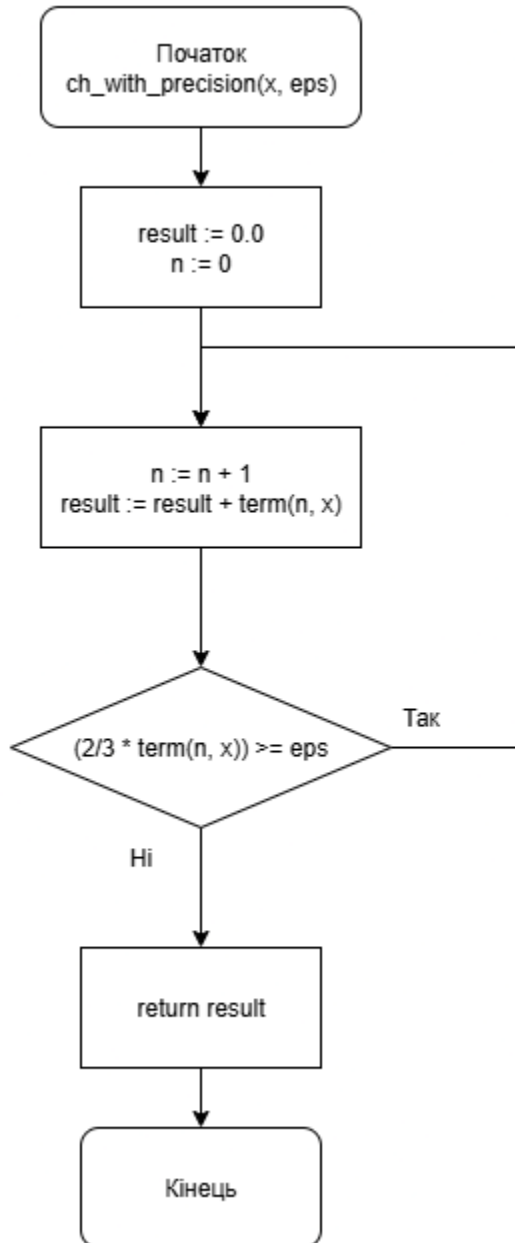 Початок
ch_with_precision(x, eps)
result := 0.0
n := 0
n := n + 1
result := result + term(n, x)
(2/3 * term(n, x)) >= eps
Так
Ні
return result
Кінець